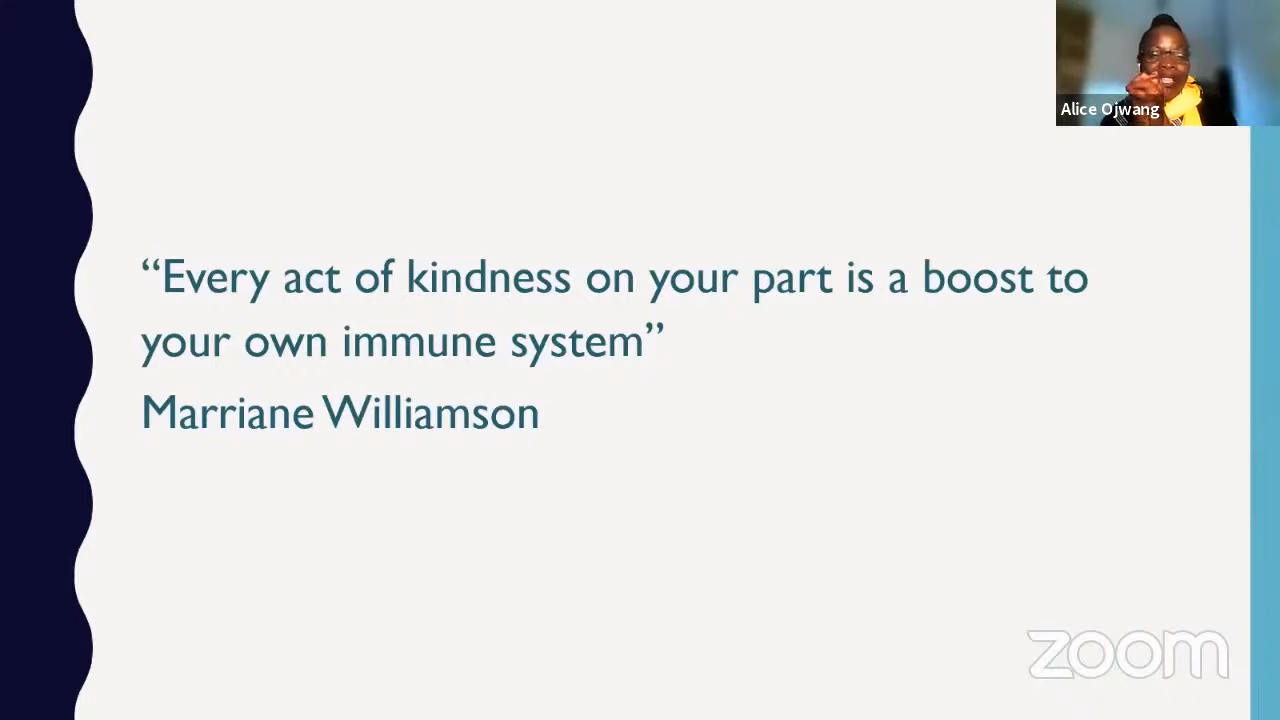 Alice Ojwang
“Every act of kindness on your part is a boost to
your own immune system”
Marriane Williamson
zoom